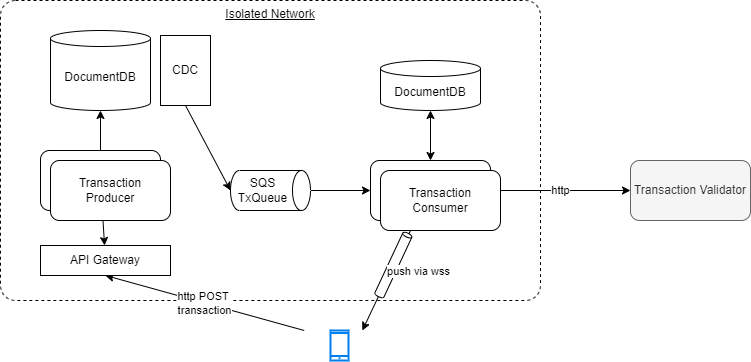 Isolated Network
DocumentDB
CDC
DocumentDB
Transaction
Producer
SQS
TxQueue
Transaction
Consumer
http
Transaction Validator
API Gateway
push via wss
http POST
transaction